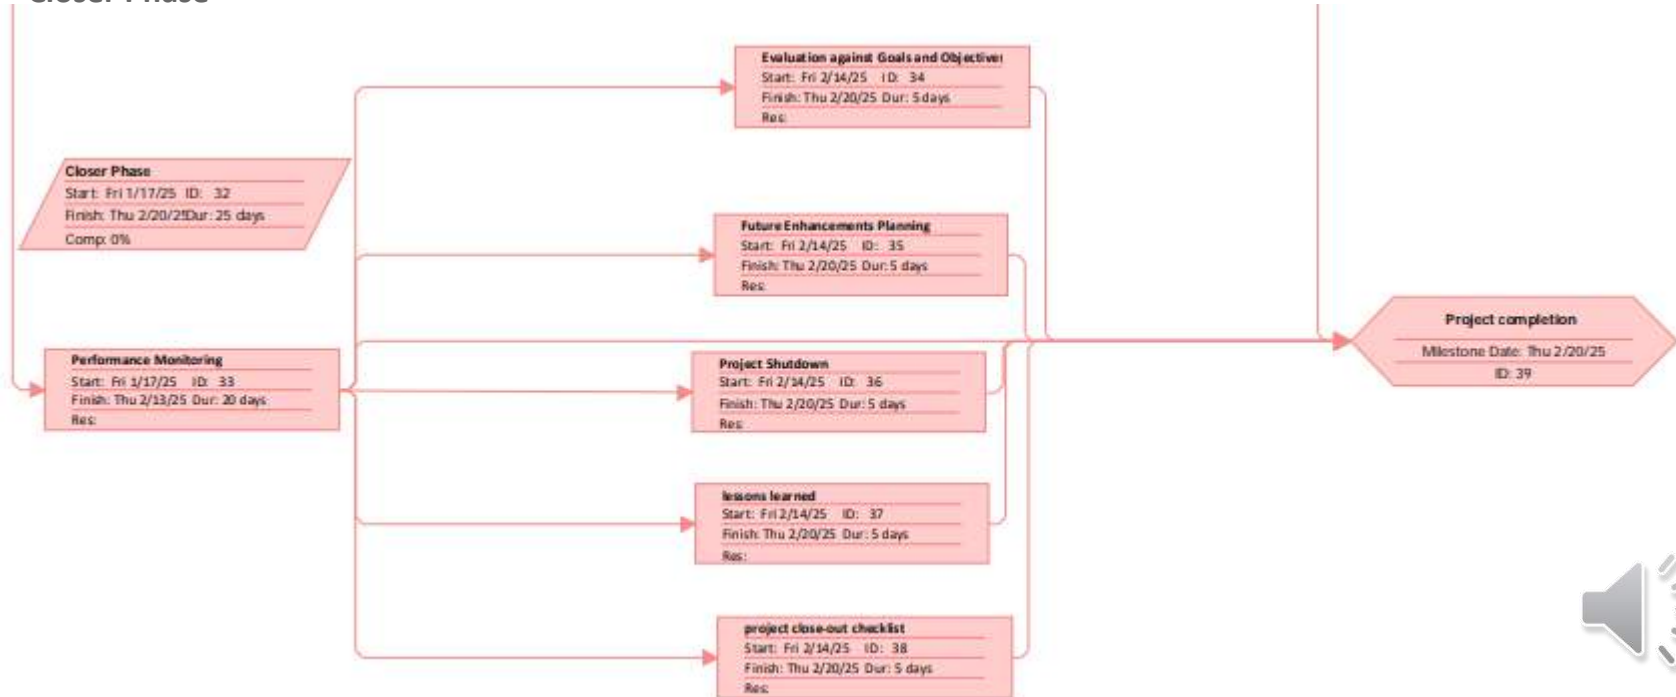 Closer Phase
Evaluation against Goals and Objectives
Start: Fri 2/14/25 ID: 34
Finish: Thu 2/20/25 Dur: 5 days
Res:
Closer Phase
Start: Fri 1/17/25 ID: 32
Finish: Thu 2/20/25 Dur: 25 days
Comp: 0%
Future Enhancements Planning
Start: Fri 2/14/25 ID: 35
Finish: Thu 2/20/25 Dur: 5 days
Res:
Performance Monitoring
Start: Fri 1/17/25 ID: 33
Finish: Thu 2/13/25 Dur: 20 days
Res:
Project Shutdown
Start: Fri 2/14/25 ID: 36
Finish: Thu 2/20/25 Dur: 5 days
Res:
Project completion
Milestone Date: Thu 2/20/25
ID: 39
lessons learned
Start: Fri 2/14/25 ID: 37
Finish: Thu 2/20/25 Dur: 5 days
Res:
project close-out checklist
Start: Fri 2/14/25 ID: 38
Finish: Thu 2/20/25 Dur: 5 days
Res: